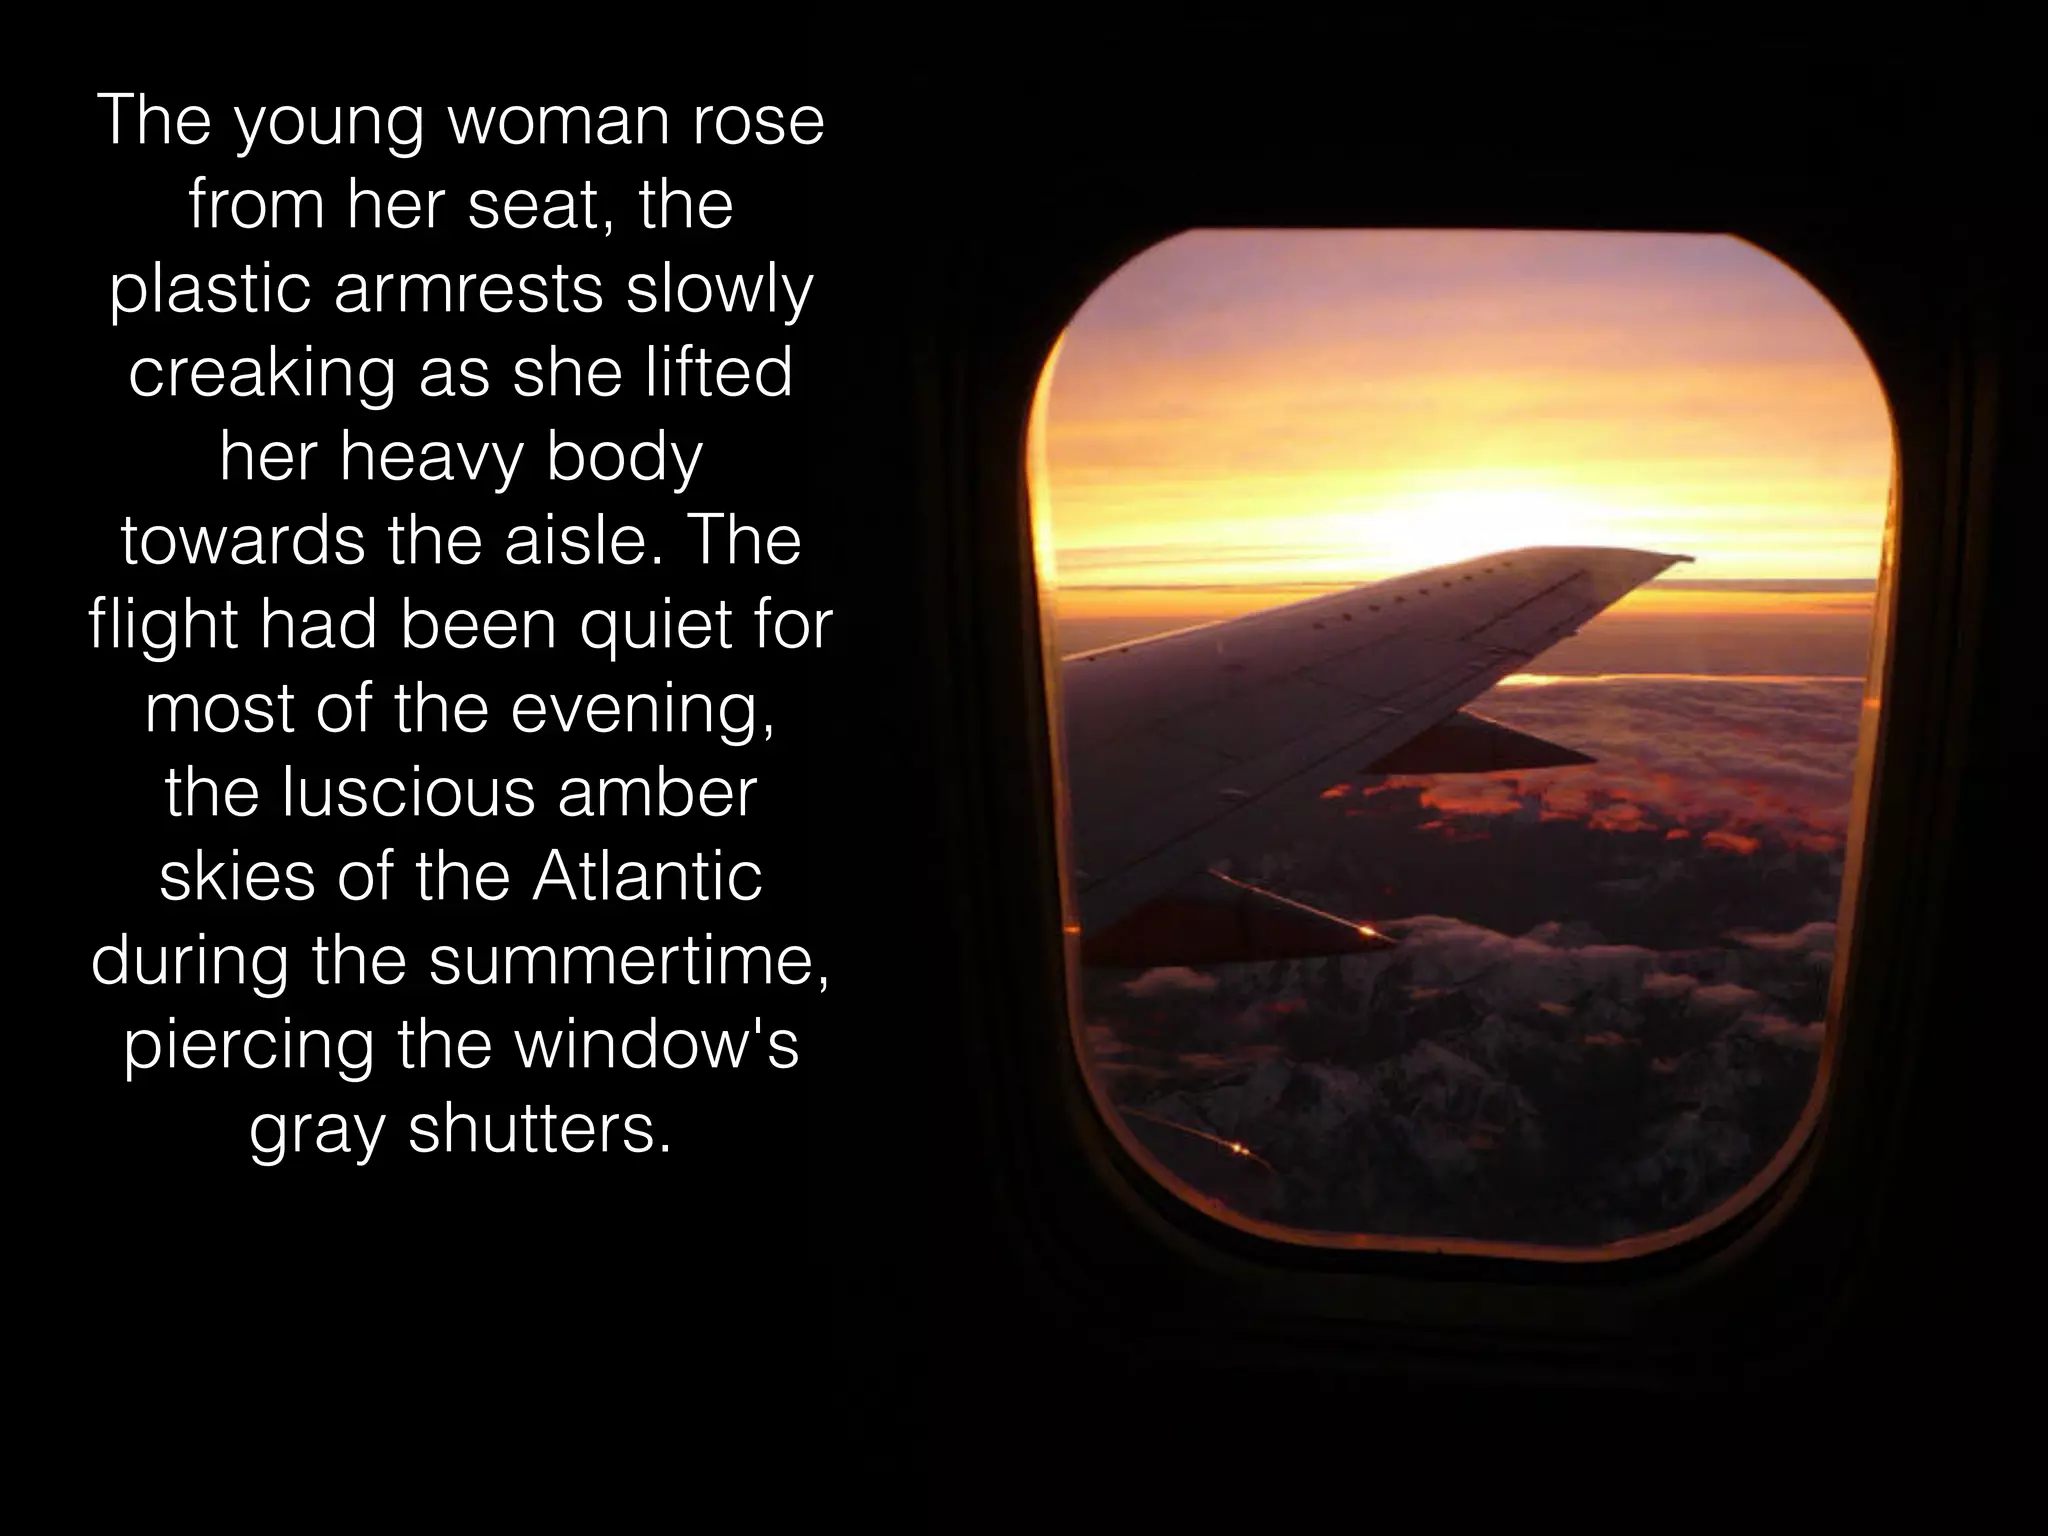 The young woman rose
from her seat, the
plastic armrests slowly
creaking as she lifted
her heavy body
towards the aisle. The
flight had been quiet for
most of the evening,
the luscious amber
skies of the Atlantic
during the summertime,
piercing the window's
gray shutters.